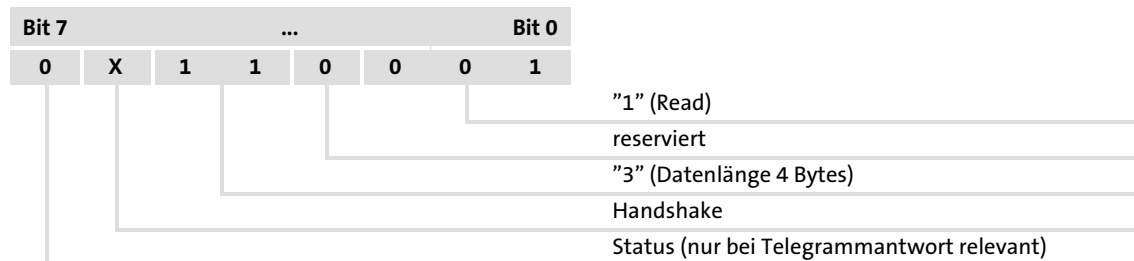 Bit 7 ... Bit 0
0 X 1 1 0 0 0 1
”1” (Read)
reserviert
”3” (Datenlänge 4 Bytes)
Handshake
Status (nur bei Telegrammantwort relevant)